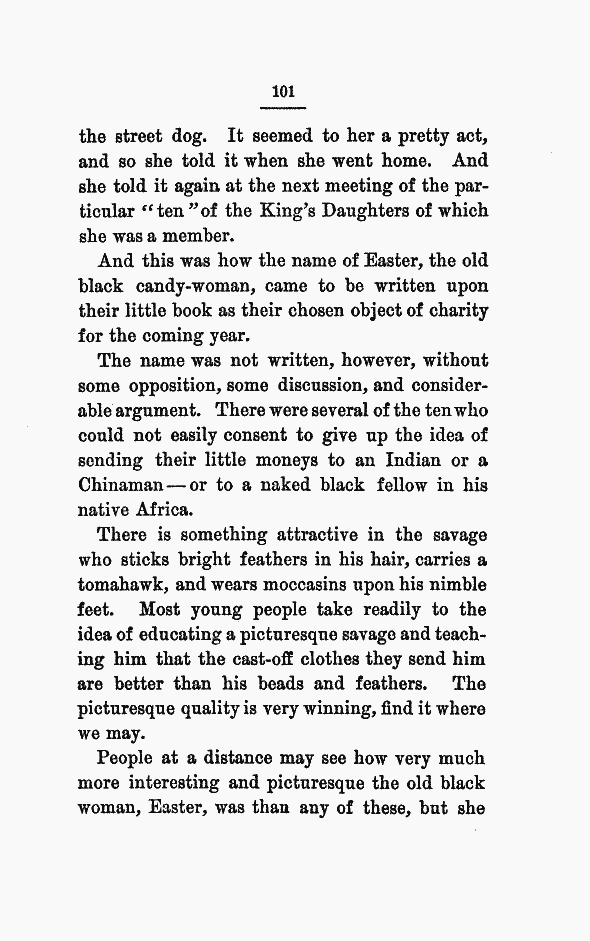 101
the street dog. It seemed to her a pretty act,
and so she told it when she went home. And
she told it again at the next meeting of the par-
ticular “ten” of the King’s Daughters of which
she was a member.
And this was how the name of Easter, the old
black candy-woman, came to be written upon
their little book as their chosen object of charity
for the coming year.
The name was not written, however, without
some opposition, some discussion, and consider-
able argument. There were several of the ten who
could not easily consent to give up the idea of
sending their little moneys to an Indian or a
Chinaman—or to a naked black fellow in his
native Africa.
There is something attractive in the savage
who sticks bright feathers in his hair, carries a
tomahawk, and wears moccasins upon his nimble
feet. Most young people take readily to the
idea of educating a picturesque savage and teach-
ing him that the cast-off clothes they send him
are better than his beads and feathers. The
picturesque quality is very winning, find it where
we may.
People at a distance may see how very much
more interesting and picturesque the old black
woman, Easter, was than any of these, but she